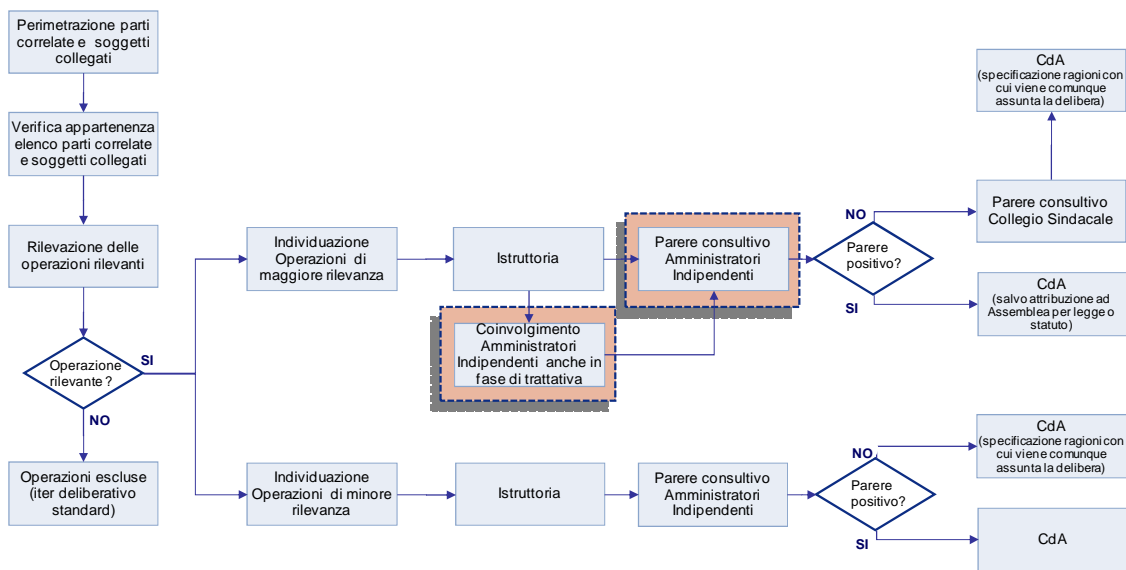 Perimetrazione parti
correlate e soggetti
collegati
Verifica appartenenza
elenco parti correlate
e soggetti collegati
Rilevazione delle
operazioni rilevanti
Operazione
rilevante?
SI
NO
Operazioni escluse
(iter deliberativo
standard)
Individuazione
Operazioni di
maggiore rilevanza
Istruttoria
Coinvolgimento
Amministratori
Indipendenti anche in
fase di trattativa
Parere consultivo
Amministratori
Indipendenti
Parere
positivo?
NO
SI
Parere consultivo
Collegio Sindacale
CdA
(specificazione ragioni con
cui viene comunque
assunta la delibera)
CdA
(salvo attribuzione ad
Assemblea per legge o
statuto)
Individuazione
Operazioni di minore
rilevanza
Istruttoria
Parere consultivo
Amministratori
Indipendenti
Parere
positivo?
NO
SI
CdA
(specificazione ragioni con
cui viene comunque
assunta la delibera)
CdA